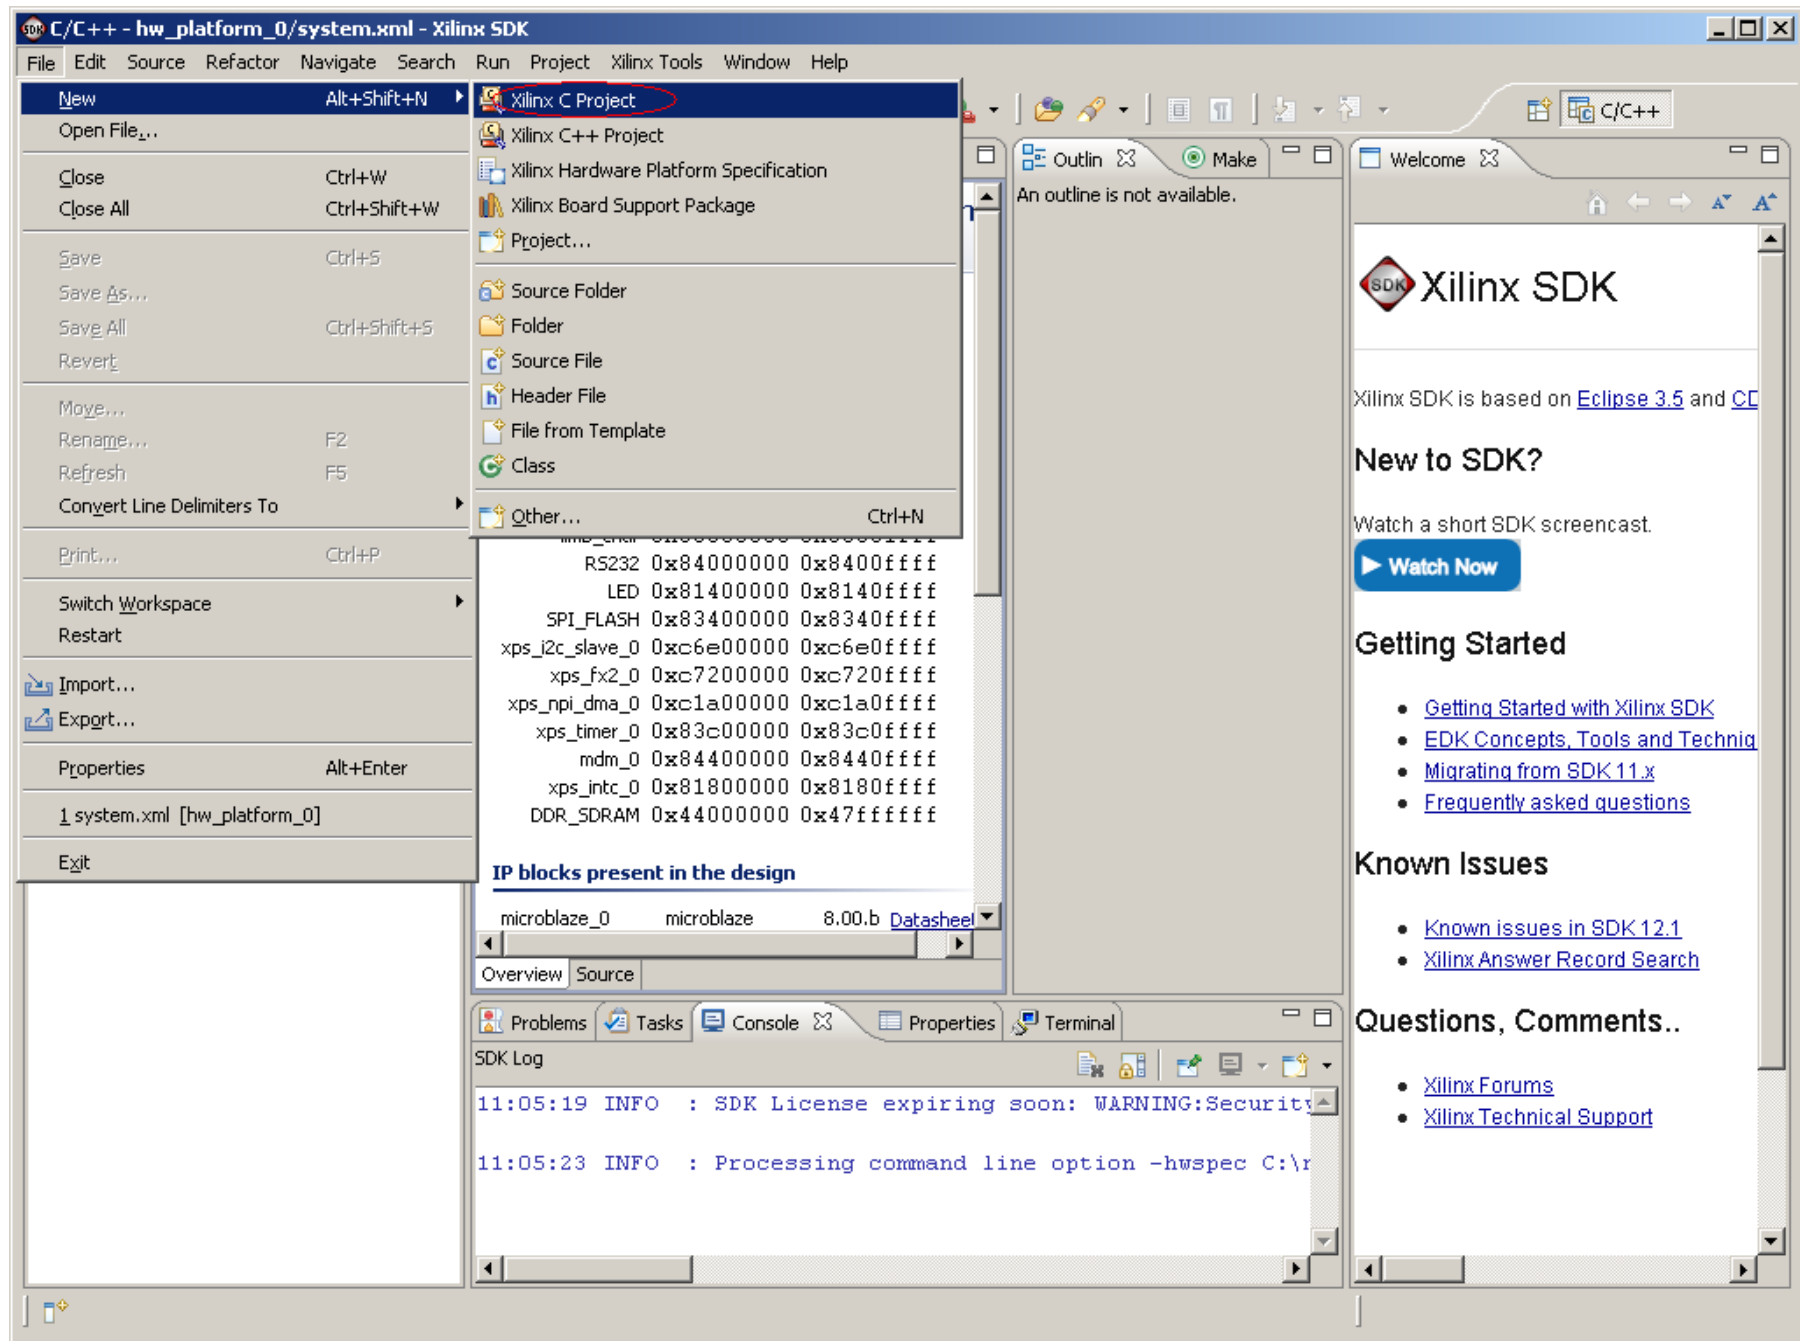 C/C++ - hw_platform_0/system.xml - Xilinx SDK
File Edit Source Refactor Navigate Search Run Project Xilinx Tools Window Help
New Alt+Shift+N
Open File...
Close Ctrl+W
Close All Ctrl+Shift+W
Save Ctrl+S
Save As...
Save All Ctrl+Shift+S
Revert
Move...
Rename... F2
Refresh F5
Convert Line Delimiters To
Print... Ctrl+P
Switch Workspace
Restart
Import...
Export...
Properties Alt+Enter
1 system.xml [hw_platform_0]
Exit
Xilinx C Project
Xilinx C++ Project
Xilinx Hardware Platform Specification
Xilinx Board Support Package
Project...
Source Folder
Folder
Source File
Header File
File from Template
Class
Other... Ctrl+N
RS232 0x84000000 0x8400ffff
LED 0x81400000 0x8140ffff
SPI_FLASH 0x83400000 0x8340ffff
xps_i2c_slave_0 0xc6e00000 0xc6e0ffff
xps_fx2_0 0xc7200000 0xc720ffff
xps_npi_dma_0 0xc1a00000 0xc1a0ffff
xps_timer_0 0x83c00000 0x83c0ffff
mdm_0 0x84400000 0x8440ffff
xps_intc_0 0x81800000 0x8180ffff
DDR_SDRAM 0x44000000 0x47ffffff
IP blocks present in the design
microblaze_0 microblaze 8.00.b Datasheet
Overview Source
C/C++
Outlin Make
An outline is not available.
Welcome
SDK Xilinx SDK
Xilinx SDK is based on Eclipse 3.5 and CD
New to SDK?
Watch a short SDK screencast.
Watch Now
Getting Started
Getting Started with Xilinx SDK
EDK Concepts, Tools and Techniq
Migrating from SDK 11.x
Frequently asked questions
Known Issues
Known issues in SDK 12.1
Xilinx Answer Record Search
Questions, Comments..
Xilinx Forums
Xilinx Technical Support
Problems Tasks Console Properties Terminal
SDK Log
11:05:19 INFO : SDK License expiring soon: WARNING:Security
11:05:23 INFO : Processing command line option -hwspec C:\